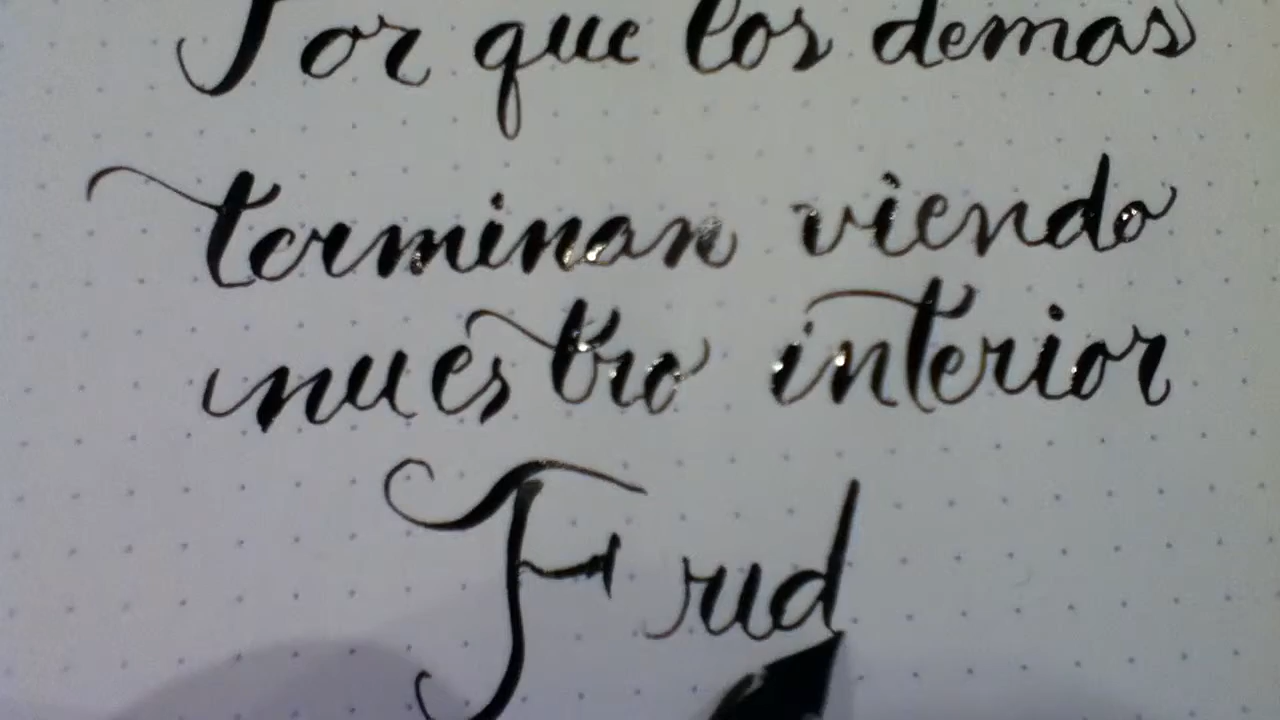 Por que los demas
terminan viendo
nuestro interior
Frud